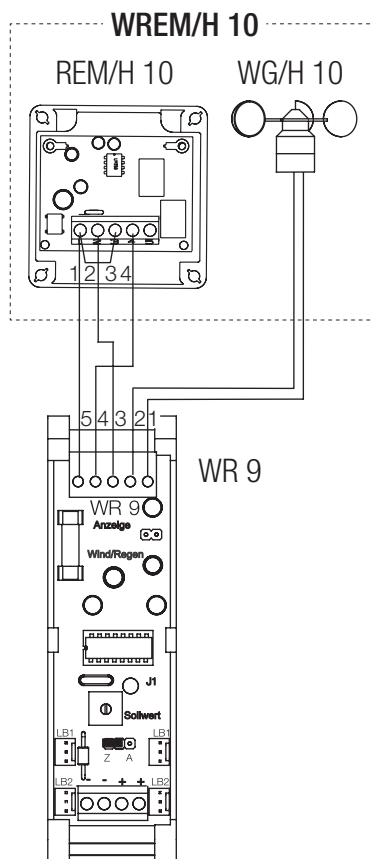 WREM/H 10
REM/H 10 WG/H 10
1 2 3 4
5 4 3 2 1
WR 9
WR 9
Anzeige
Wind/Regen
J1
Sollwert
LB1 LB1
Z A
LB2 - - + + LB2